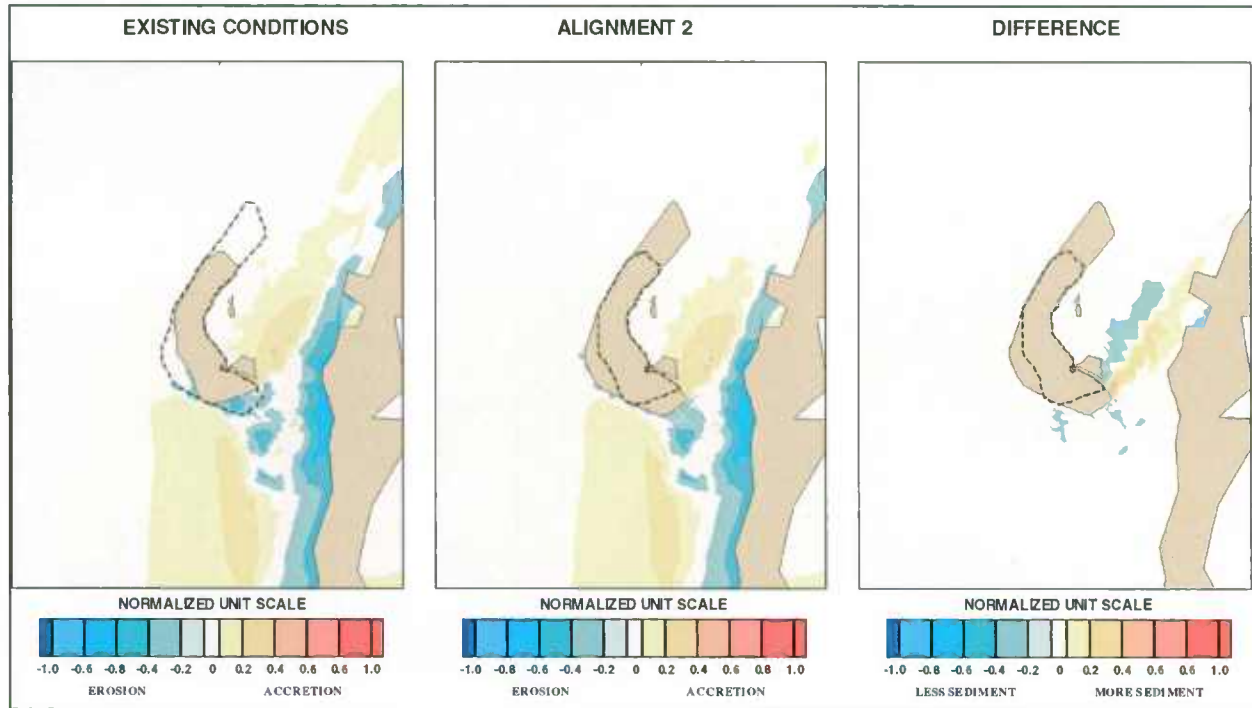 EXISTING CONDITIONS
ALIGNMENT 2
DIFFERENCE
NORMALIZED UNIT SCALE
-1.0 -0.6 -0.8 -0.4 -0.2 0 0.2 0.4 0.6 0.8 1.0
EROSION ACCRETION
NORMALIZED UNIT SCALE
-1.0 -0.6 -0.8 -0.4 -0.2 0 0.2 0.4 0.6 0.8 1.0
EROSION ACCRETION
NORMALIZED UNIT SCALE
-1.0 -0.6 -0.8 -0.4 -0.2 0 0.2 0.4 0.6 0.8 1.0
LESS SEDIMENT MORE SEDIMENT